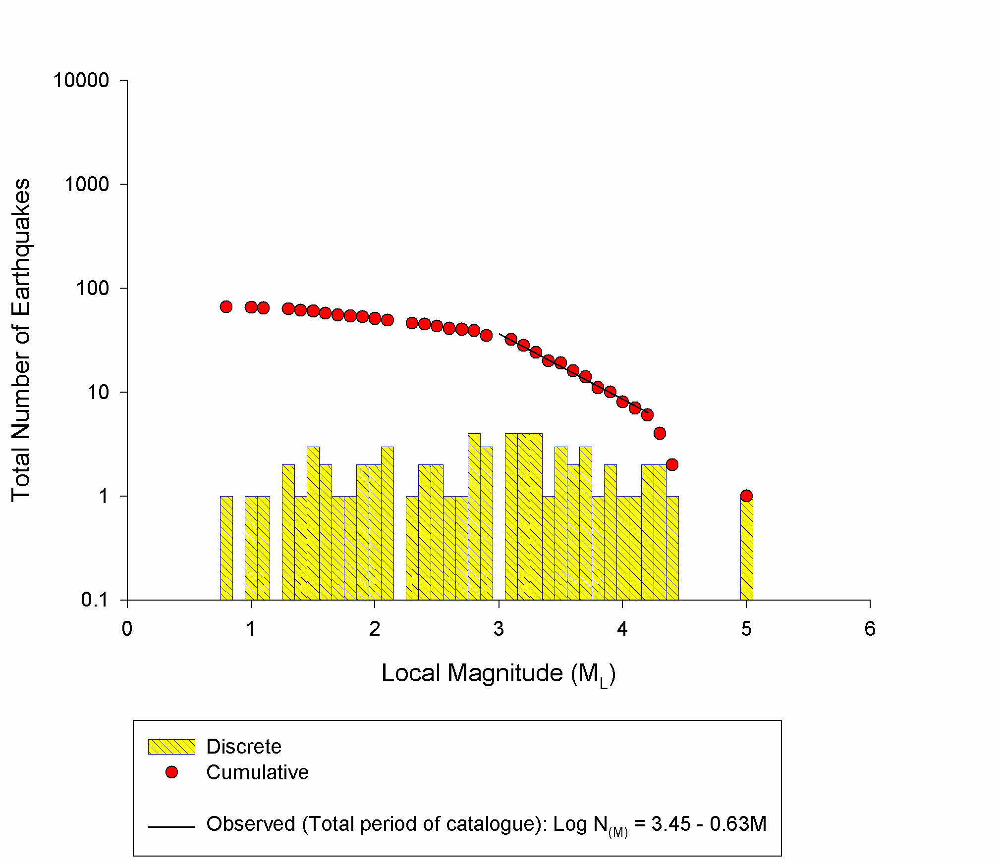 10000
1000
100
10
1
0.1
Total Number of Earthquakes
0 1 2 3 4 5 6
Local Magnitude (ML)
Discrete
Cumulative
Observed (Total period of catalogue): Log N(M) = 3.45 - 0.63M